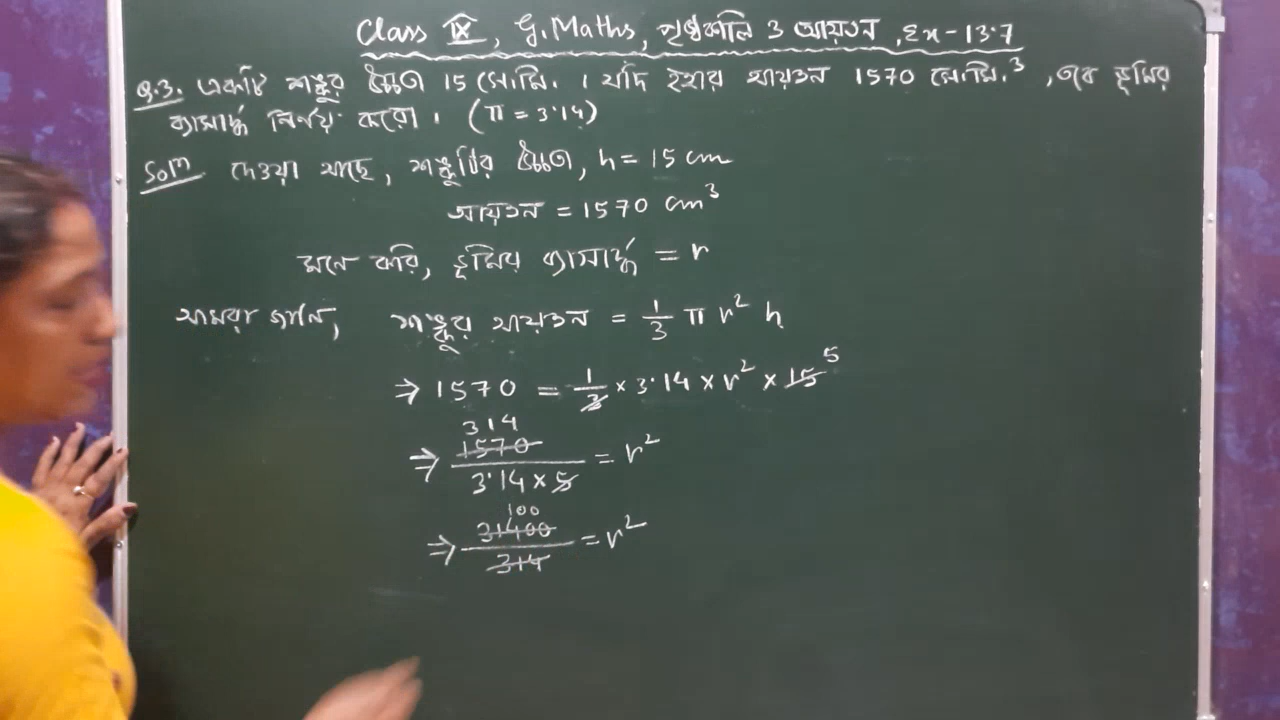 Class IX, G.Maths, পৃষ্ঠকালি ও আয়তন, Ex-13.7
Q.3. একটা শঙ্কুর উচ্চতা 15 সে.মি. । যদি ইহার আয়তন 1570 সে.মি.³, তবে ভূমির
ব্যাসার্দ্ধ নির্ণয় করো। (π = 3.14)
Solⁿ দেওয়া আছে, শঙ্কুটির উচ্চতা, h = 15 cm
আয়তন = 1570 cm³
মনে করি, ভূমির ব্যাসার্দ্ধ = r
আমরা জানি, শঙ্কুর আয়তন = 1/3 π r² h
⇒ 1570 = 1/3 × 3.14 × r² × 15 5
314
⇒ 1570/3.14 × 5 = r²
100
⇒ 31400/314 = r²